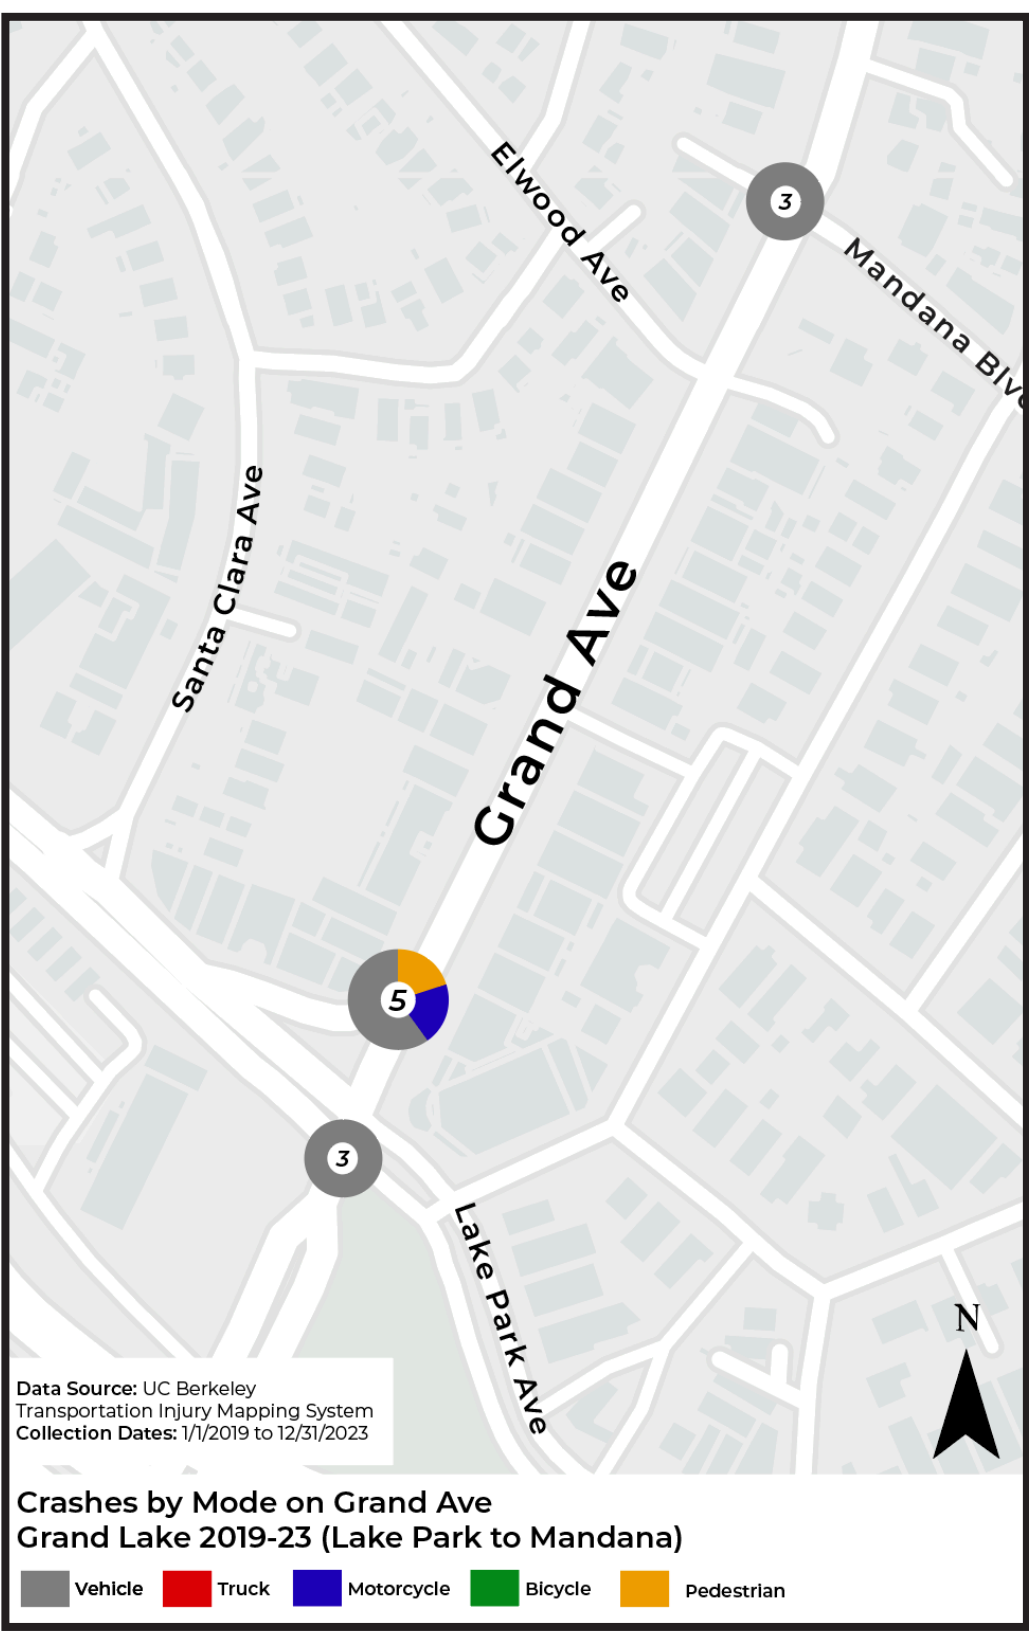 Elwood Ave
3
Mandana Blv
Santa Clara Ave
Grand Ave
5
3
Lake Park Ave
N
Data Source: UC Berkeley
Transportation Injury Mapping System
Collection Dates: 1/1/2019 to 12/31/2023
Crashes by Mode on Grand Ave
Grand Lake 2019-23 (Lake Park to Mandana)
Vehicle Truck Motorcycle Bicycle Pedestrian